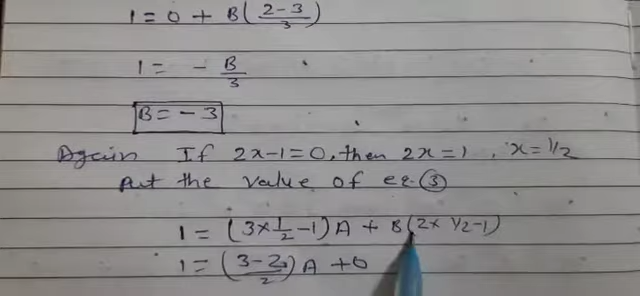 1 = 0 + B(2-3/3)
1 = - B/3
B = - 3
Again If 2x-1=0, then 2x=1, x=1/2
Put the value of eq. ③
1 = (3×1/2-1)A + B(2×1/2-1)
1 = (3-2/2)A + 0